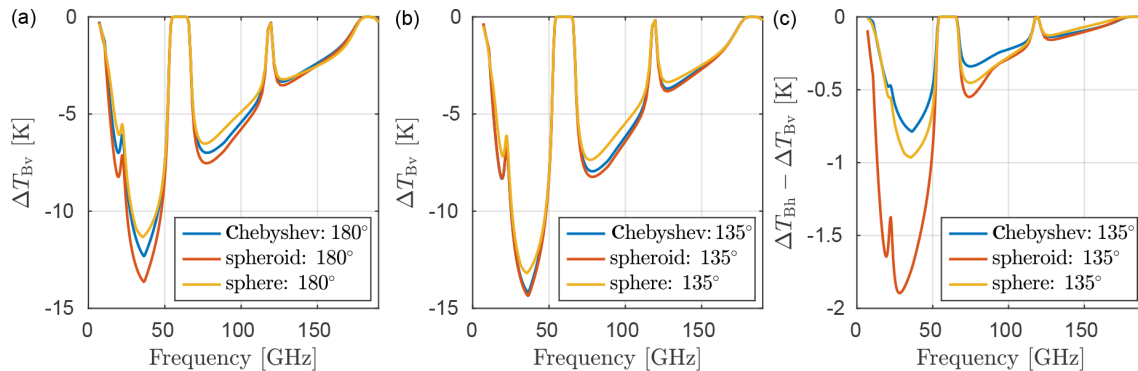 (a)
0
-5
-10
-15
ΔT_Bv [K]
0 50 100 150
Frequency [GHz]
Chebyshev: 180°
spheroid: 180°
sphere: 180°
(b)
0
-5
-10
-15
ΔT_Bv [K]
0 50 100 150
Frequency [GHz]
Chebyshev: 135°
spheroid: 135°
sphere: 135°
(c)
0
-0.5
-1
-1.5
-2
ΔT_Bh − ΔT_Bv [K]
0 50 100 150
Frequency [GHz]
Chebyshev: 135°
spheroid: 135°
sphere: 135°